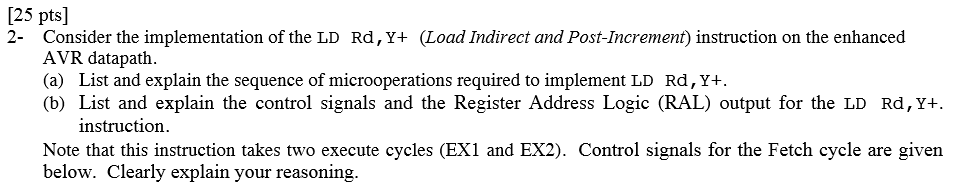 [25 pts]
2- Consider the implementation of the LD Rd,Y+ (Load Indirect and Post-Increment) instruction on the enhanced
AVR datapath.
(a) List and explain the sequence of microoperations required to implement LD Rd,Y+.
(b) List and explain the control signals and the Register Address Logic (RAL) output for the LD Rd,Y+.
instruction.
Note that this instruction takes two execute cycles (EX1 and EX2). Control signals for the Fetch cycle are given
below. Clearly explain your reasoning.